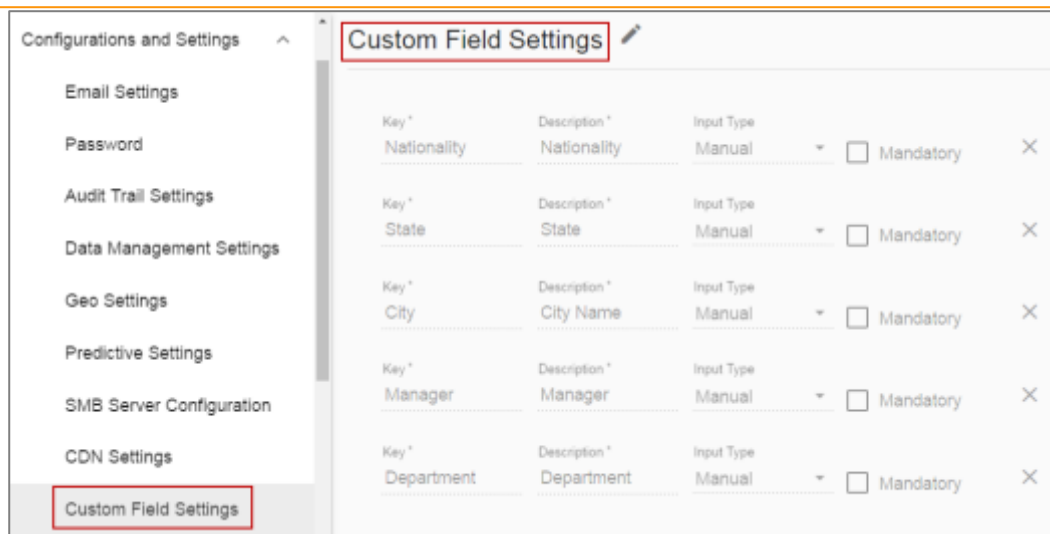 Configurations and Settings
Email Settings
Password
Audit Trail Settings
Data Management Settings
Geo Settings
Predictive Settings
SMB Server Configuration
CDN Settings
Custom Field Settings
Custom Field Settings
Key * Description * Input Type
Nationality Nationality Manual Mandatory
Key * Description * Input Type
State State Manual Mandatory
Key * Description * Input Type
City City Name Manual Mandatory
Key * Description * Input Type
Manager Manager Manual Mandatory
Key * Description * Input Type
Department Department Manual Mandatory